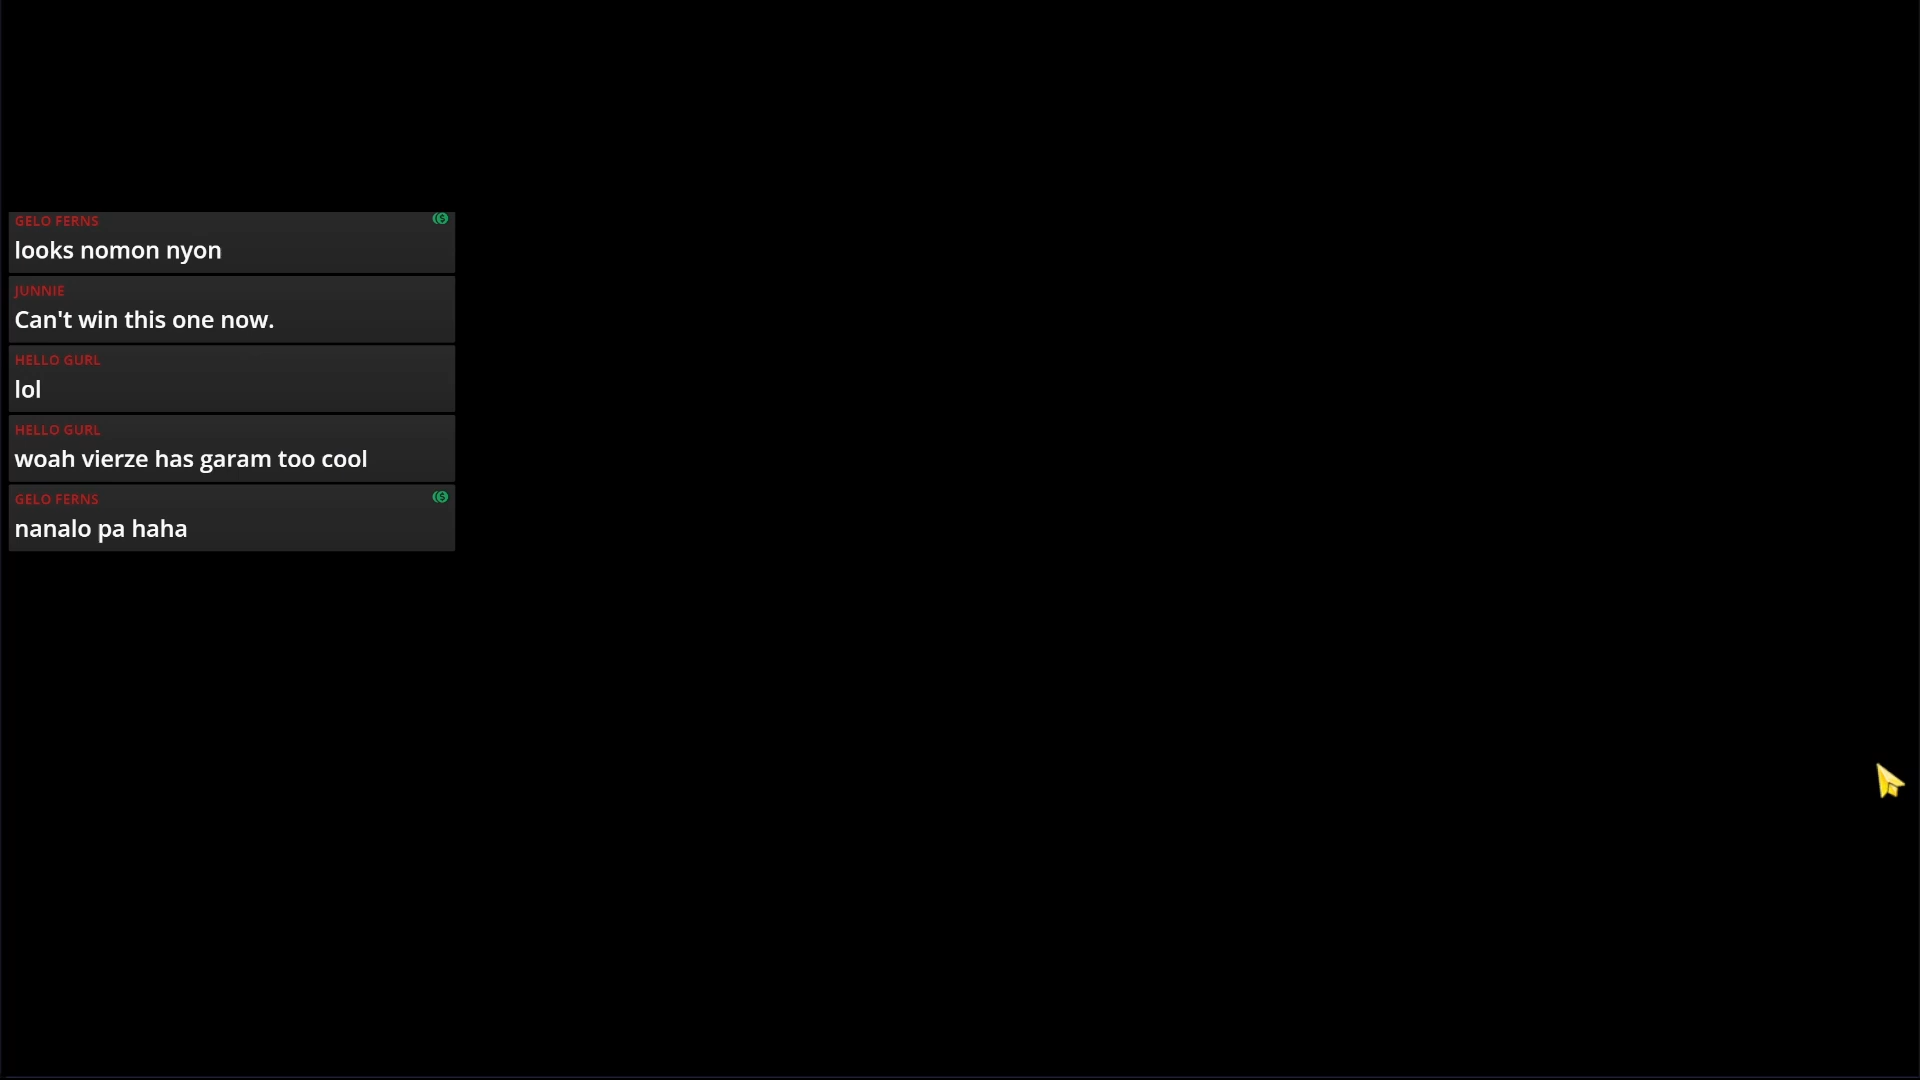 GELO FERNS
looks nomon nyon
JUNNIE
Can't win this one now.
HELLO GURL
lol
HELLO GURL
woah vierze has garam too cool
GELO FERNS
nanalo pa haha